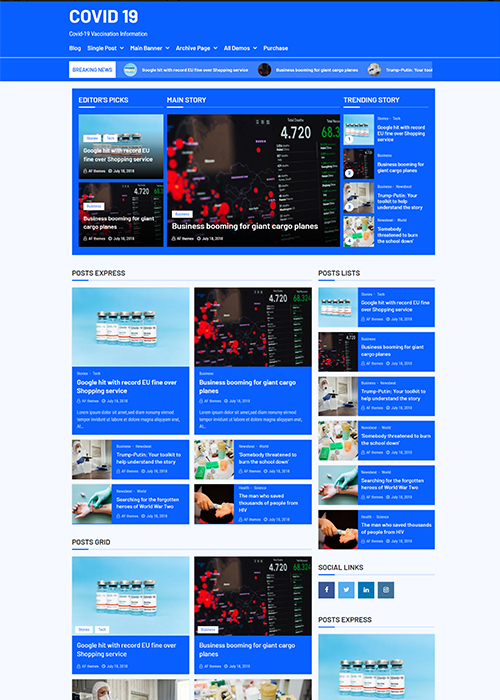 COVID 19
Covid-19 Vaccination Information
Blog Single Post Main Banner Archive Page All Demos Purchase
BREAKING NEWS
Google hit with record EU fine over Shopping service
Business booming for giant cargo planes
Trump-Putin: Your tool
EDITOR'S PICKS
Stories Tech
Google hit with record EU fine over Shopping service
AF themes July 18, 2018
Business
Business booming for giant cargo planes
AF themes July 18, 2018
MAIN STORY
Total Deaths
4,720
68,3
Business
Business booming for giant cargo planes
AF themes July 18, 2018
TRENDING STORY
Stories Tech
Google hit with record EU fine over Shopping service
1
Business
Business booming for giant cargo planes
2
Business Newsbeat
Trump-Putin: Your toolkit to help understand the story
3
Newsbeat World
'Somebody threatened to burn the school down'
4
POSTS EXPRESS
Stories Tech
Google hit with record EU fine over Shopping service
AF themes July 18, 2018
Lorem ipsum dolor sit amet,sed diam nonumy eirmod tempor invidunt ut labore et dolore magna aliquyam erat, At...
Total Deaths
4,720
68,324
Business
Business booming for giant cargo planes
AF themes July 18, 2018
Lorem ipsum dolor sit amet,sed diam nonumy eirmod tempor invidunt ut labore et dolore magna aliquyam erat, At...
Business Newsbeat
Trump-Putin: Your toolkit to help understand the story
AF themes July 18, 2018
Newsbeat World
'Somebody threatened to burn the school down'
AF themes July 18, 2018
Newsbeat World
Searching for the forgotten heroes of World War Two
AF themes July 18, 2018
Health Science
The man who saved thousands of people from HIV
AF themes July 18, 2018
POSTS LISTS
Stories Tech
Google hit with record EU fine over Shopping service
AF themes July 18, 2018
Business
Business booming for giant cargo planes
AF themes July 18, 2018
Business Newsbeat
Trump-Putin: Your toolkit to help understand the story
AF themes July 18, 2018
Newsbeat World
'Somebody threatened to burn the school down'
AF themes July 18, 2018
Newsbeat World
Searching for the forgotten heroes of World War Two
AF themes July 18, 2018
Health Science
The man who saved thousands of people from HIV
AF themes July 18, 2018
SOCIAL LINKS
POSTS GRID
Stories Tech
Google hit with record EU fine over Shopping service
AF themes July 18, 2018
Total Deaths
4,720
68,324
Business
Business booming for giant cargo planes
AF themes July 18, 2018
POSTS EXPRESS